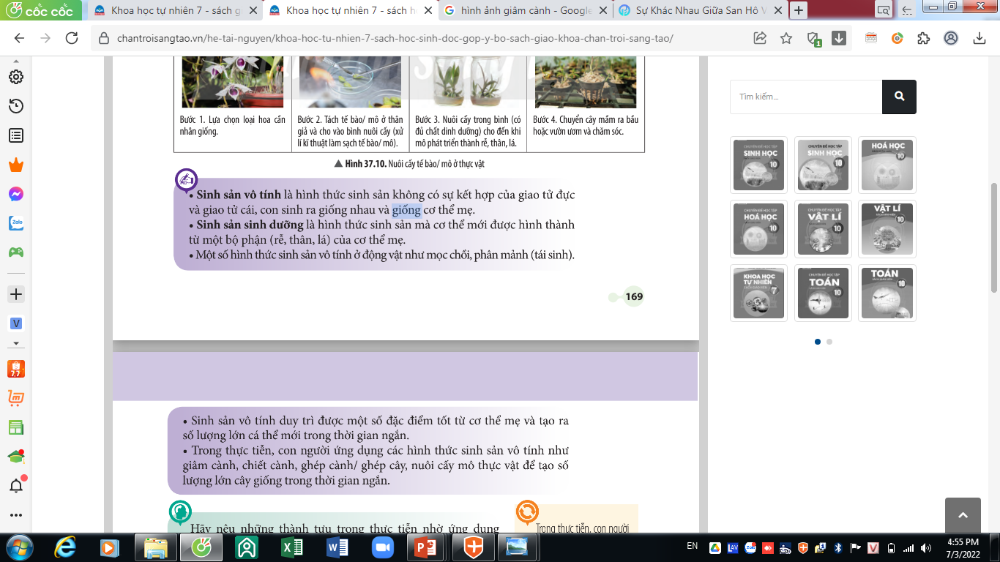 cốc cốc
Khoa học tự nhiên 7 - sách g
Khoa học tự nhiên 7 - sách h
hình ảnh giâm cành - Google
Sự Khác Nhau Giữa San Hô V
chantroisangtao.vn/he-tai-nguyen/khoa-hoc-tu-nhien-7-sach-hoc-sinh-doc-gop-y-bo-sach-giao-khoa-chan-troi-sang-tao/
1
Bước 1. Lựa chọn loại hoa cần
nhân giống.
Bước 2. Tách tế bào/ mô ở thân
giả và cho vào bình nuôi cấy (xử
lí kĩ thuật làm sạch tế bào/ mô).
Bước 3. Nuôi cấy trong bình (có
đủ chất dinh dưỡng) cho đến khi
mô phát triển thành rễ, thân, lá.
Bước 4. Chuyển cây mầm ra bầu
hoặc vườn ươm và chăm sóc.
▲ Hình 37.10. Nuôi cấy tế bào/ mô ở thực vật
• Sinh sản vô tính là hình thức sinh sản không có sự kết hợp của giao tử đực
và giao tử cái, con sinh ra giống nhau và giống cơ thể mẹ.
• Sinh sản sinh dưỡng là hình thức sinh sản mà cơ thể mới được hình thành
từ một bộ phận (rễ, thân, lá) của cơ thể mẹ.
• Một số hình thức sinh sản vô tính ở động vật như mọc chồi, phân mảnh (tái sinh).
169
• Sinh sản vô tính duy trì được một số đặc điểm tốt từ cơ thể mẹ và tạo ra
số lượng lớn cá thể mới trong thời gian ngắn.
• Trong thực tiễn, con người ứng dụng các hình thức sinh sản vô tính như
giâm cành, chiết cành, ghép cành/ ghép cây, nuôi cấy mô thực vật để tạo số
lượng lớn cây giống trong thời gian ngắn.
Hãy nêu những thành tựu trong thực tiễn nhờ ứng dụng
Trong thực tiễn, con người
Tìm kiếm...
CHUYÊN ĐỀ HỌC TẬP
SINH HỌC
10
CHUYÊN ĐỀ HỌC TẬP
SINH HỌC
10
HOÁ HỌC
10
CHUYÊN ĐỀ HỌC TẬP
HOÁ HỌC
10
CHUYÊN ĐỀ HỌC TẬP
VẬT LÍ
10
VẬT LÍ
10
KHOA HỌC
TỰ NHIÊN
7
CHUYÊN ĐỀ HỌC TẬP
TOÁN
10
TOÁN
10
Zalo
V
7.7
EN
LAV
Zalo
V
4:55 PM
7/3/2022